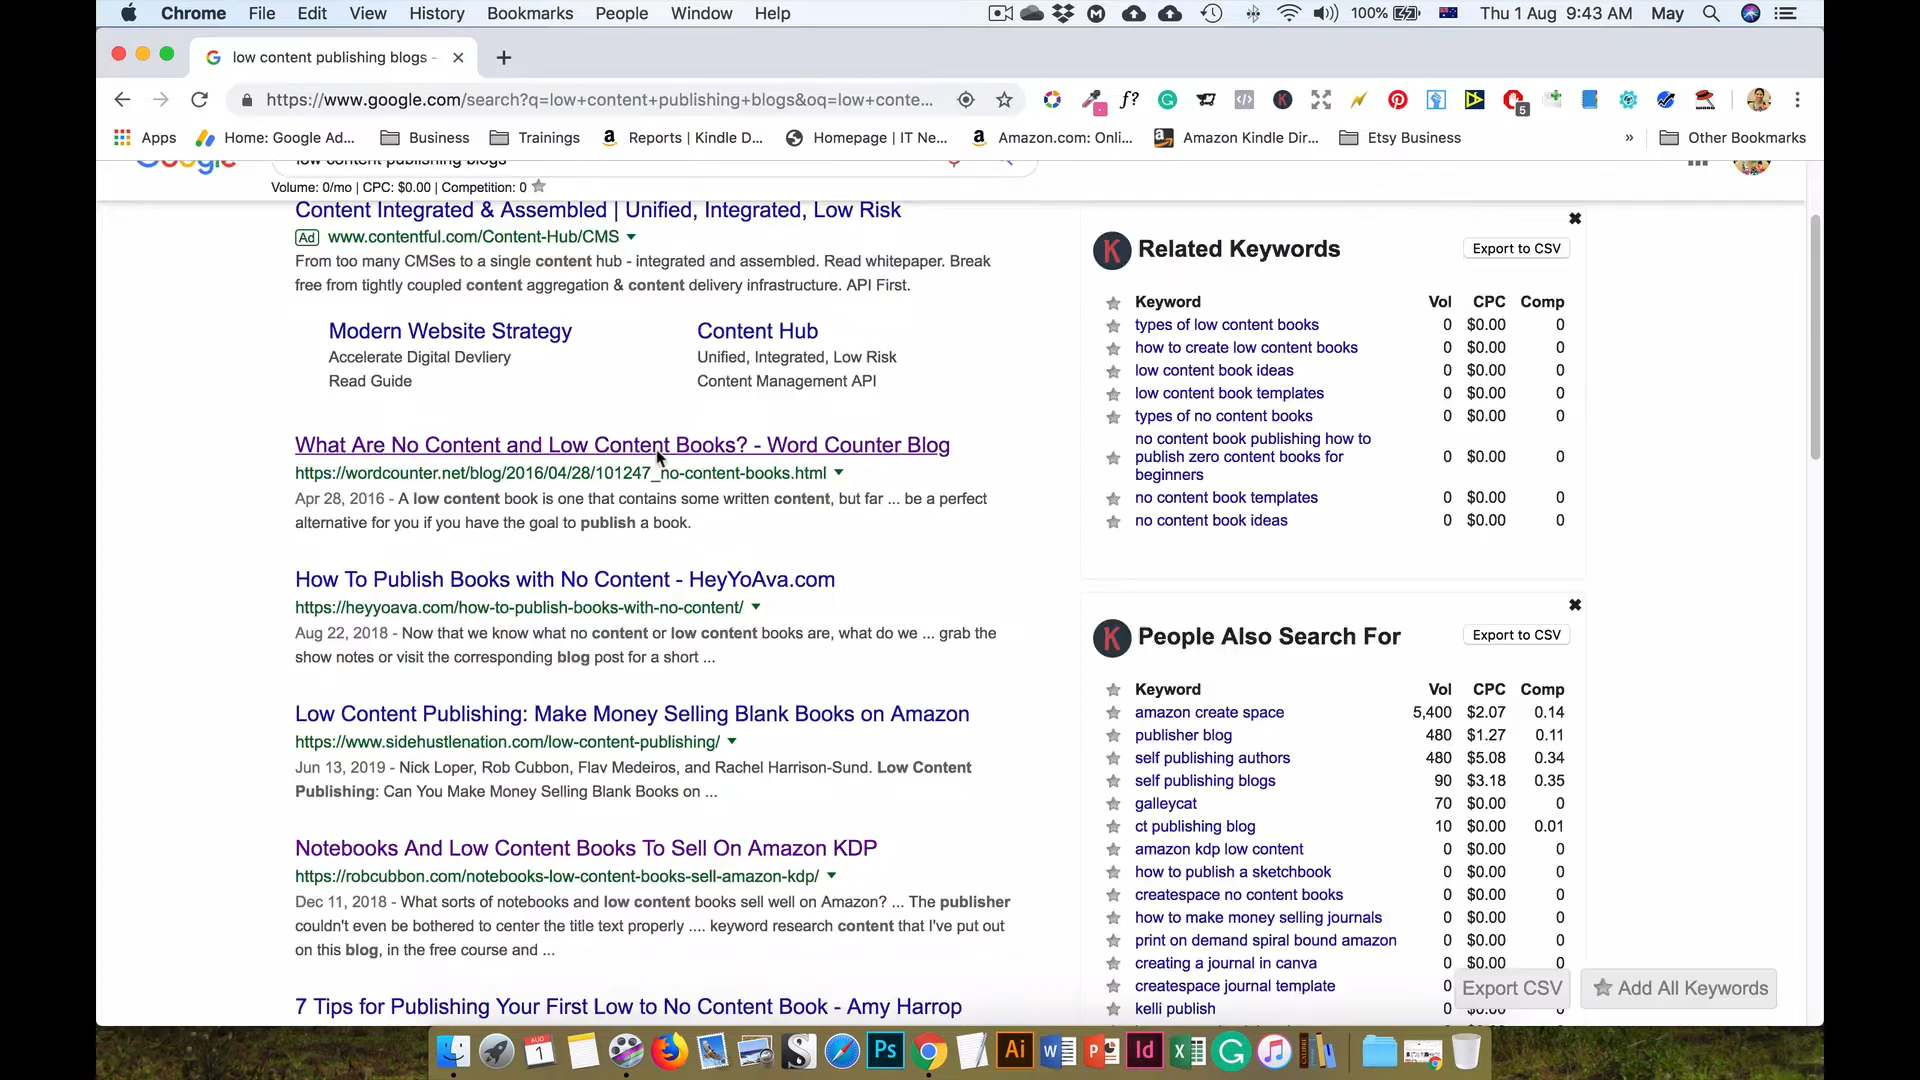 Chrome File Edit View History Bookmarks People Window Help 100% Thu 1 Aug 9:43 AM May
low content publishing blogs -
https://www.google.com/search?q=low+content+publishing+blogs&oq=low+conte... f? 5
Apps Home: Google Ad... Business Trainings Reports | Kindle D... Homepage | IT Ne... Amazon.com: Onli... Amazon Kindle Dir... Etsy Business » Other Bookmarks
Google low content publishing blogs
Volume: 0/mo | CPC: $0.00 | Competition: 0
Content Integrated & Assembled | Unified, Integrated, Low Risk
Ad www.contentful.com/Content-Hub/CMS
From too many CMSes to a single content hub - integrated and assembled. Read whitepaper. Break
free from tightly coupled content aggregation & content delivery infrastructure. API First.
Modern Website Strategy
Accelerate Digital Devliery
Read Guide
Content Hub
Unified, Integrated, Low Risk
Content Management API
What Are No Content and Low Content Books? - Word Counter Blog
https://wordcounter.net/blog/2016/04/28/101247_no-content-books.html
Apr 28, 2016 - A low content book is one that contains some written content, but far ... be a perfect
alternative for you if you have the goal to publish a book.
How To Publish Books with No Content - HeyYoAva.com
https://heyyoava.com/how-to-publish-books-with-no-content/
Aug 22, 2018 - Now that we know what no content or low content books are, what do we ... grab the
show notes or visit the corresponding blog post for a short ...
Low Content Publishing: Make Money Selling Blank Books on Amazon
https://www.sidehustlenation.com/low-content-publishing/
Jun 13, 2019 - Nick Loper, Rob Cubbon, Flav Medeiros, and Rachel Harrison-Sund. Low Content
Publishing: Can You Make Money Selling Blank Books on ...
Notebooks And Low Content Books To Sell On Amazon KDP
https://robcubbon.com/notebooks-low-content-books-sell-amazon-kdp/
Dec 11, 2018 - What sorts of notebooks and low content books sell well on Amazon? ... The publisher
couldn't even be bothered to center the title text properly .... keyword research content that I've put out
on this blog, in the free course and ...
7 Tips for Publishing Your First Low to No Content Book - Amy Harrop
K Related Keywords Export to CSV
Keyword Vol CPC Comp
types of low content books 0 $0.00 0
how to create low content books 0 $0.00 0
low content book ideas 0 $0.00 0
low content book templates 0 $0.00 0
types of no content books 0 $0.00 0
no content book publishing how to
publish zero content books for 0 $0.00 0
beginners
no content book templates 0 $0.00 0
no content book ideas 0 $0.00 0
K People Also Search For Export to CSV
Keyword Vol CPC Comp
amazon create space 5,400 $2.07 0.14
publisher blog 480 $1.27 0.11
self publishing authors 480 $5.08 0.34
self publishing blogs 90 $3.18 0.35
galleycat 70 $0.00 0
ct publishing blog 10 $0.00 0.01
amazon kdp low content 0 $0.00 0
how to publish a sketchbook 0 $0.00 0
createspace no content books 0 $0.00 0
how to make money selling journals 0 $0.00 0
print on demand spiral bound amazon 0 $0.00 0
creating a journal in canva 0 $0.00 0
createspace journal template 0
kelli publish 0
Export CSV Add All Keywords
AUG 1 Ps Ai W P Id X G